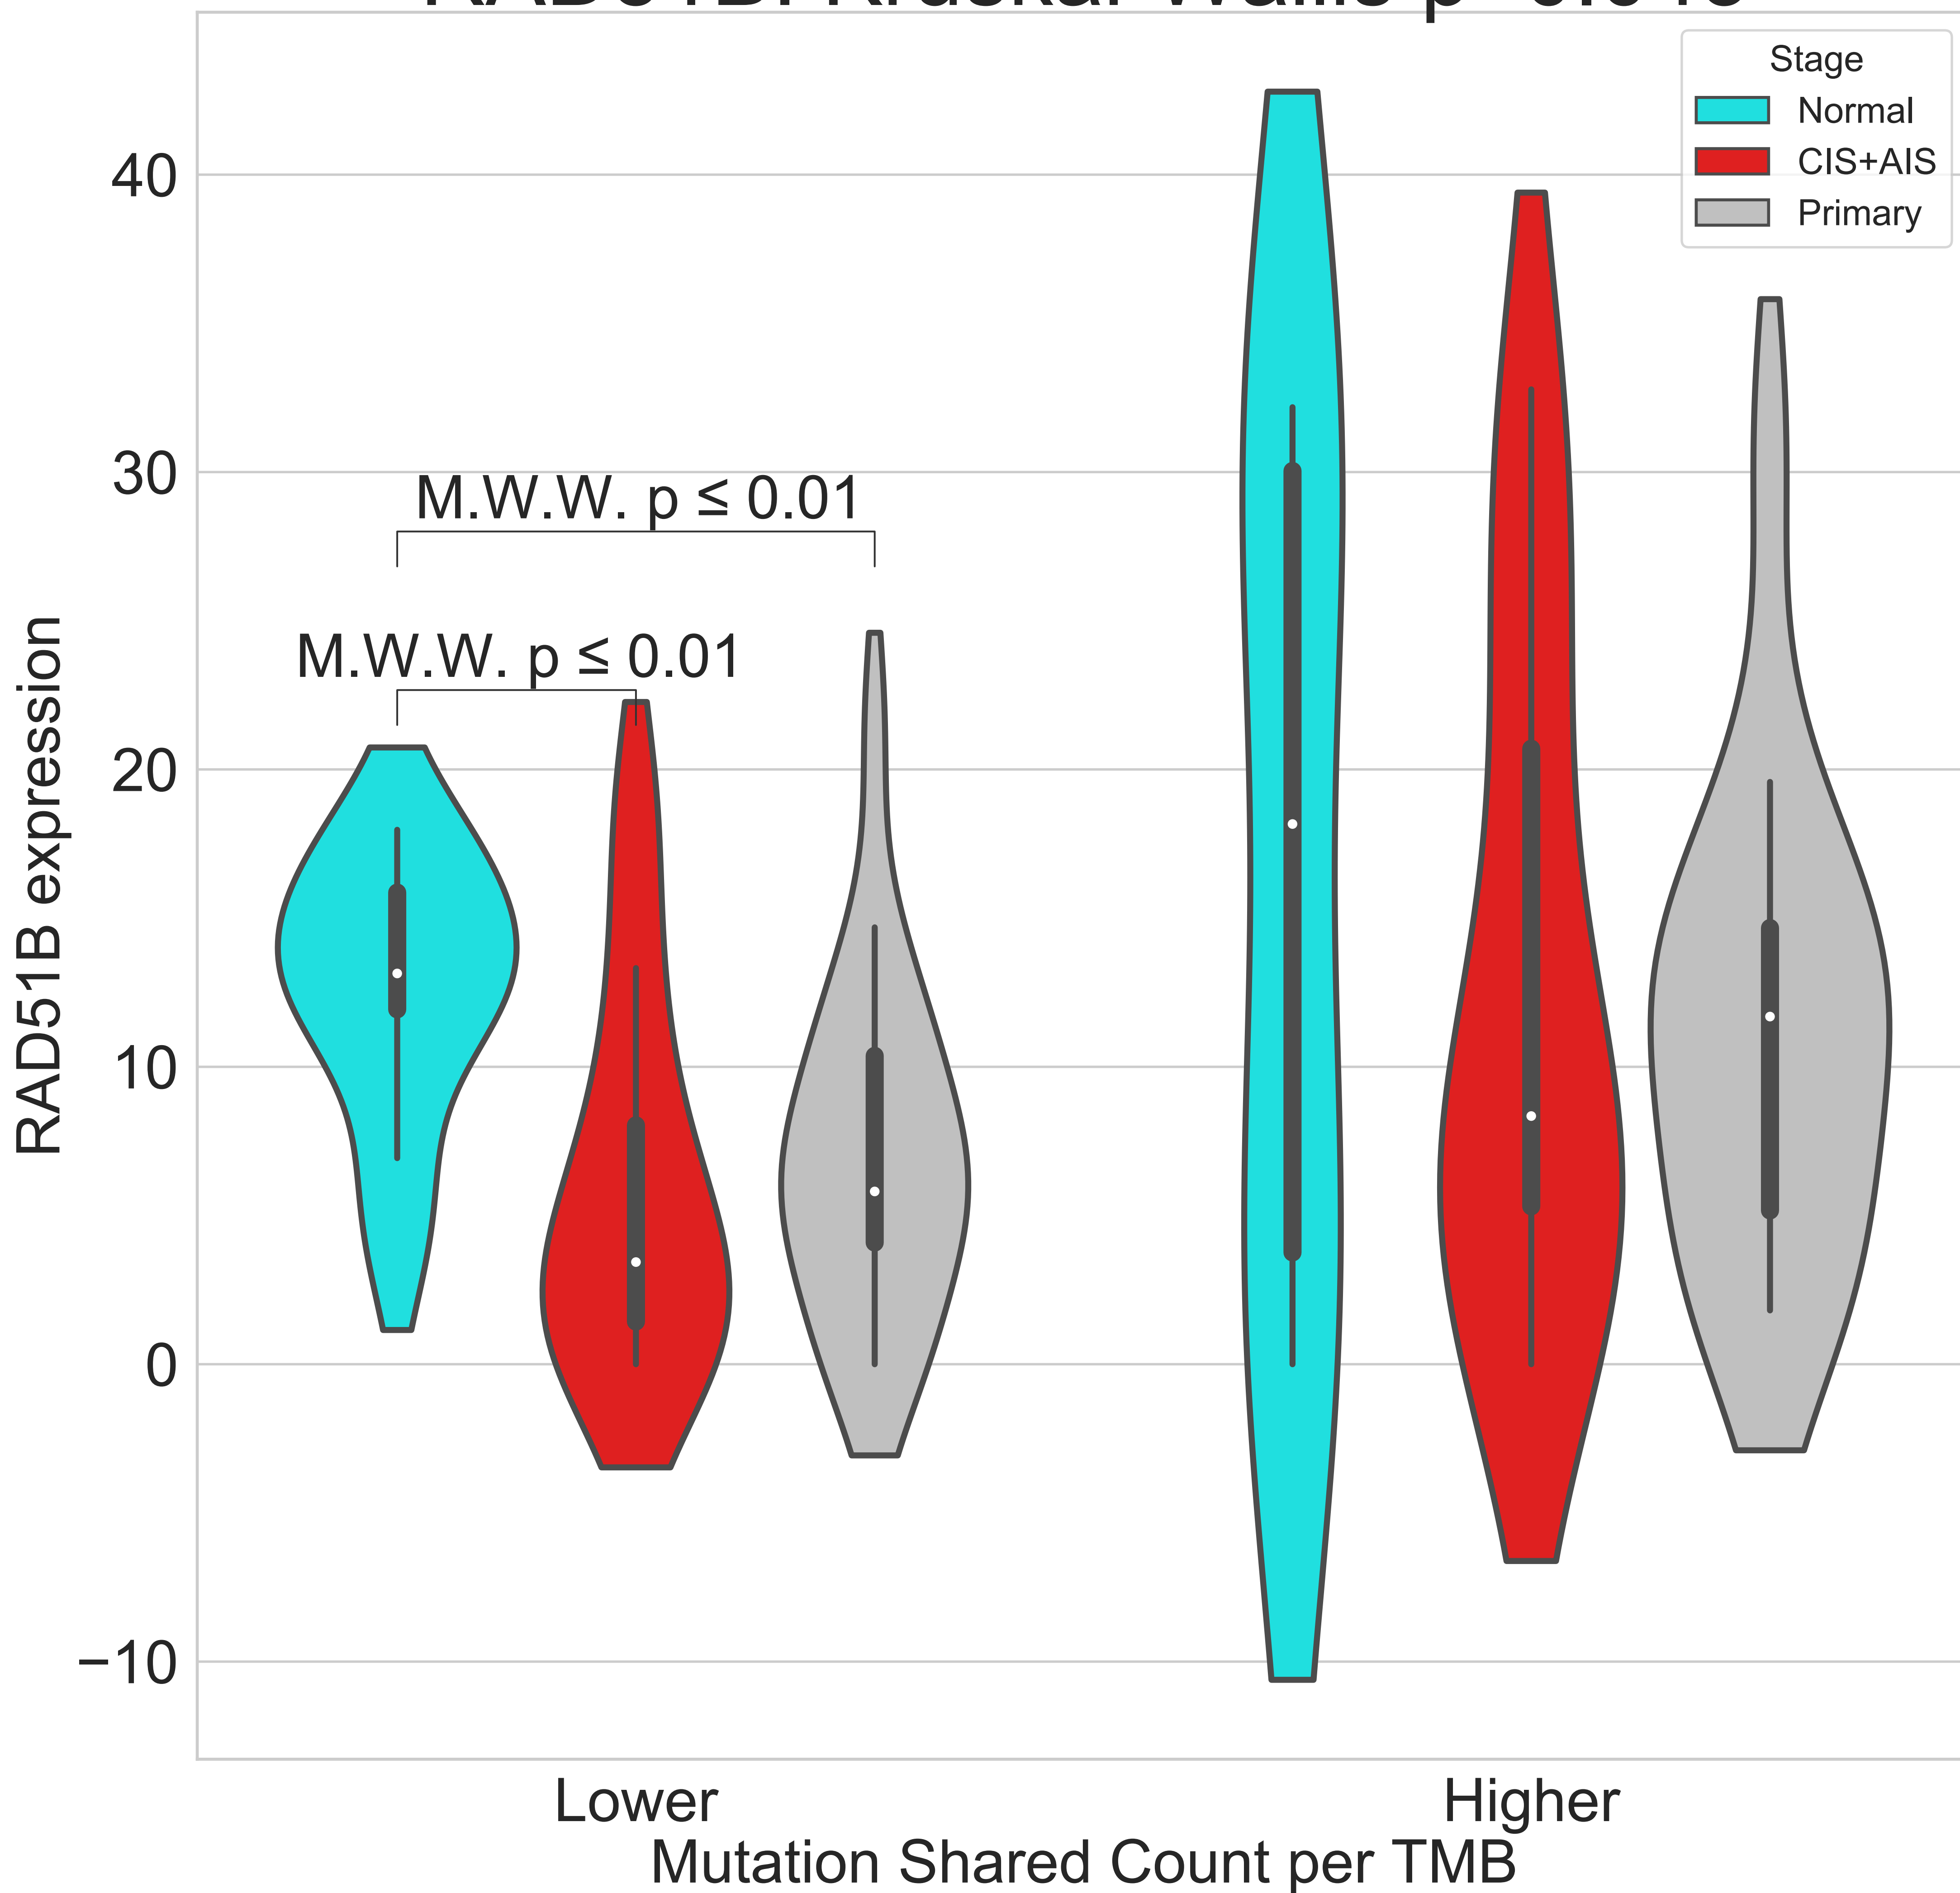 Stage
Normal
CIS+AIS
Primary
40
30
20
10
0
−10
M.W.W. p ≤ 0.01
M.W.W. p ≤ 0.01
RAD51B expression
Lower
Higher
Mutation Shared Count per TMB